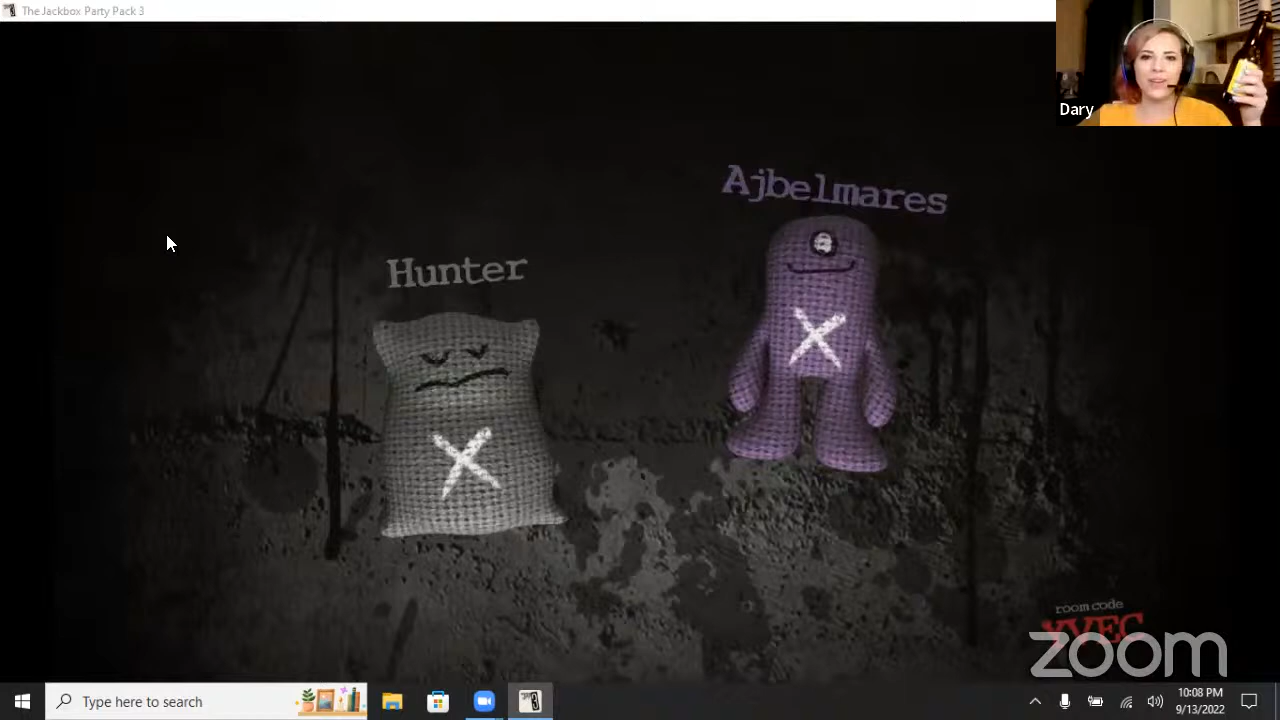 The Jackbox Party Pack 3
Dary
Ajbelmares
Hunter
room code
zoom
Type here to search
10:08 PM
9/13/2022